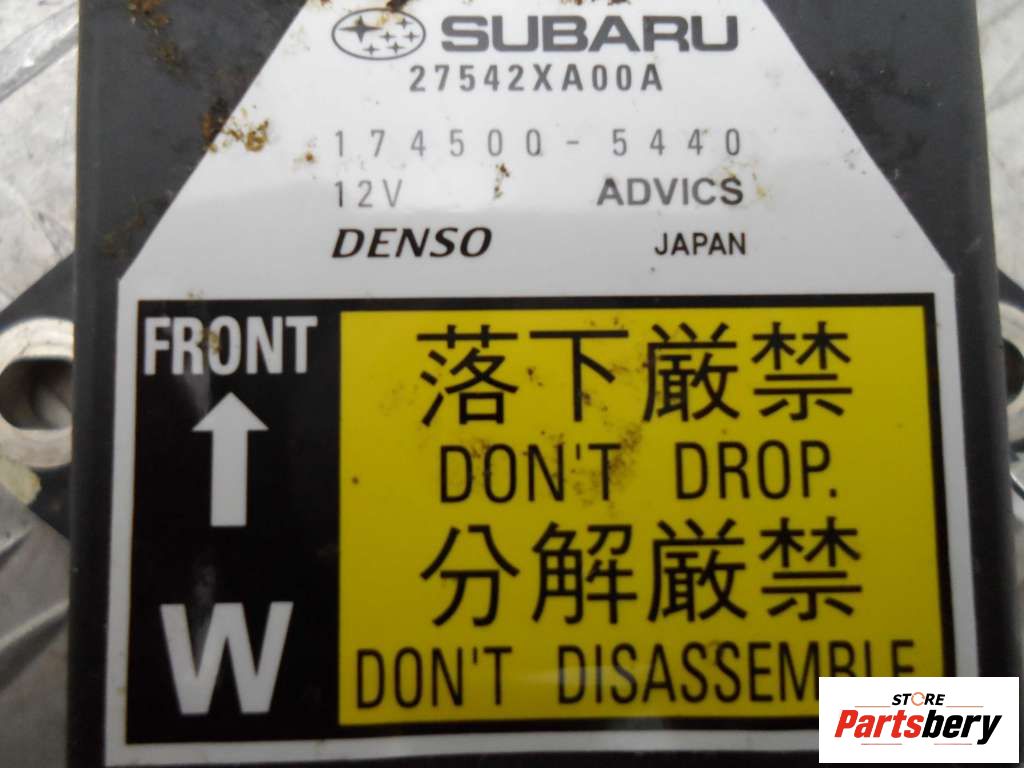 SUBARU
27542XA00A
174500-5440
12V ADVICS
DENSO JAPAN
FRONT
W
落下厳禁
DON'T DROP.
分解厳禁
DON'T DISASSEMBLE
STORE
Partsbery